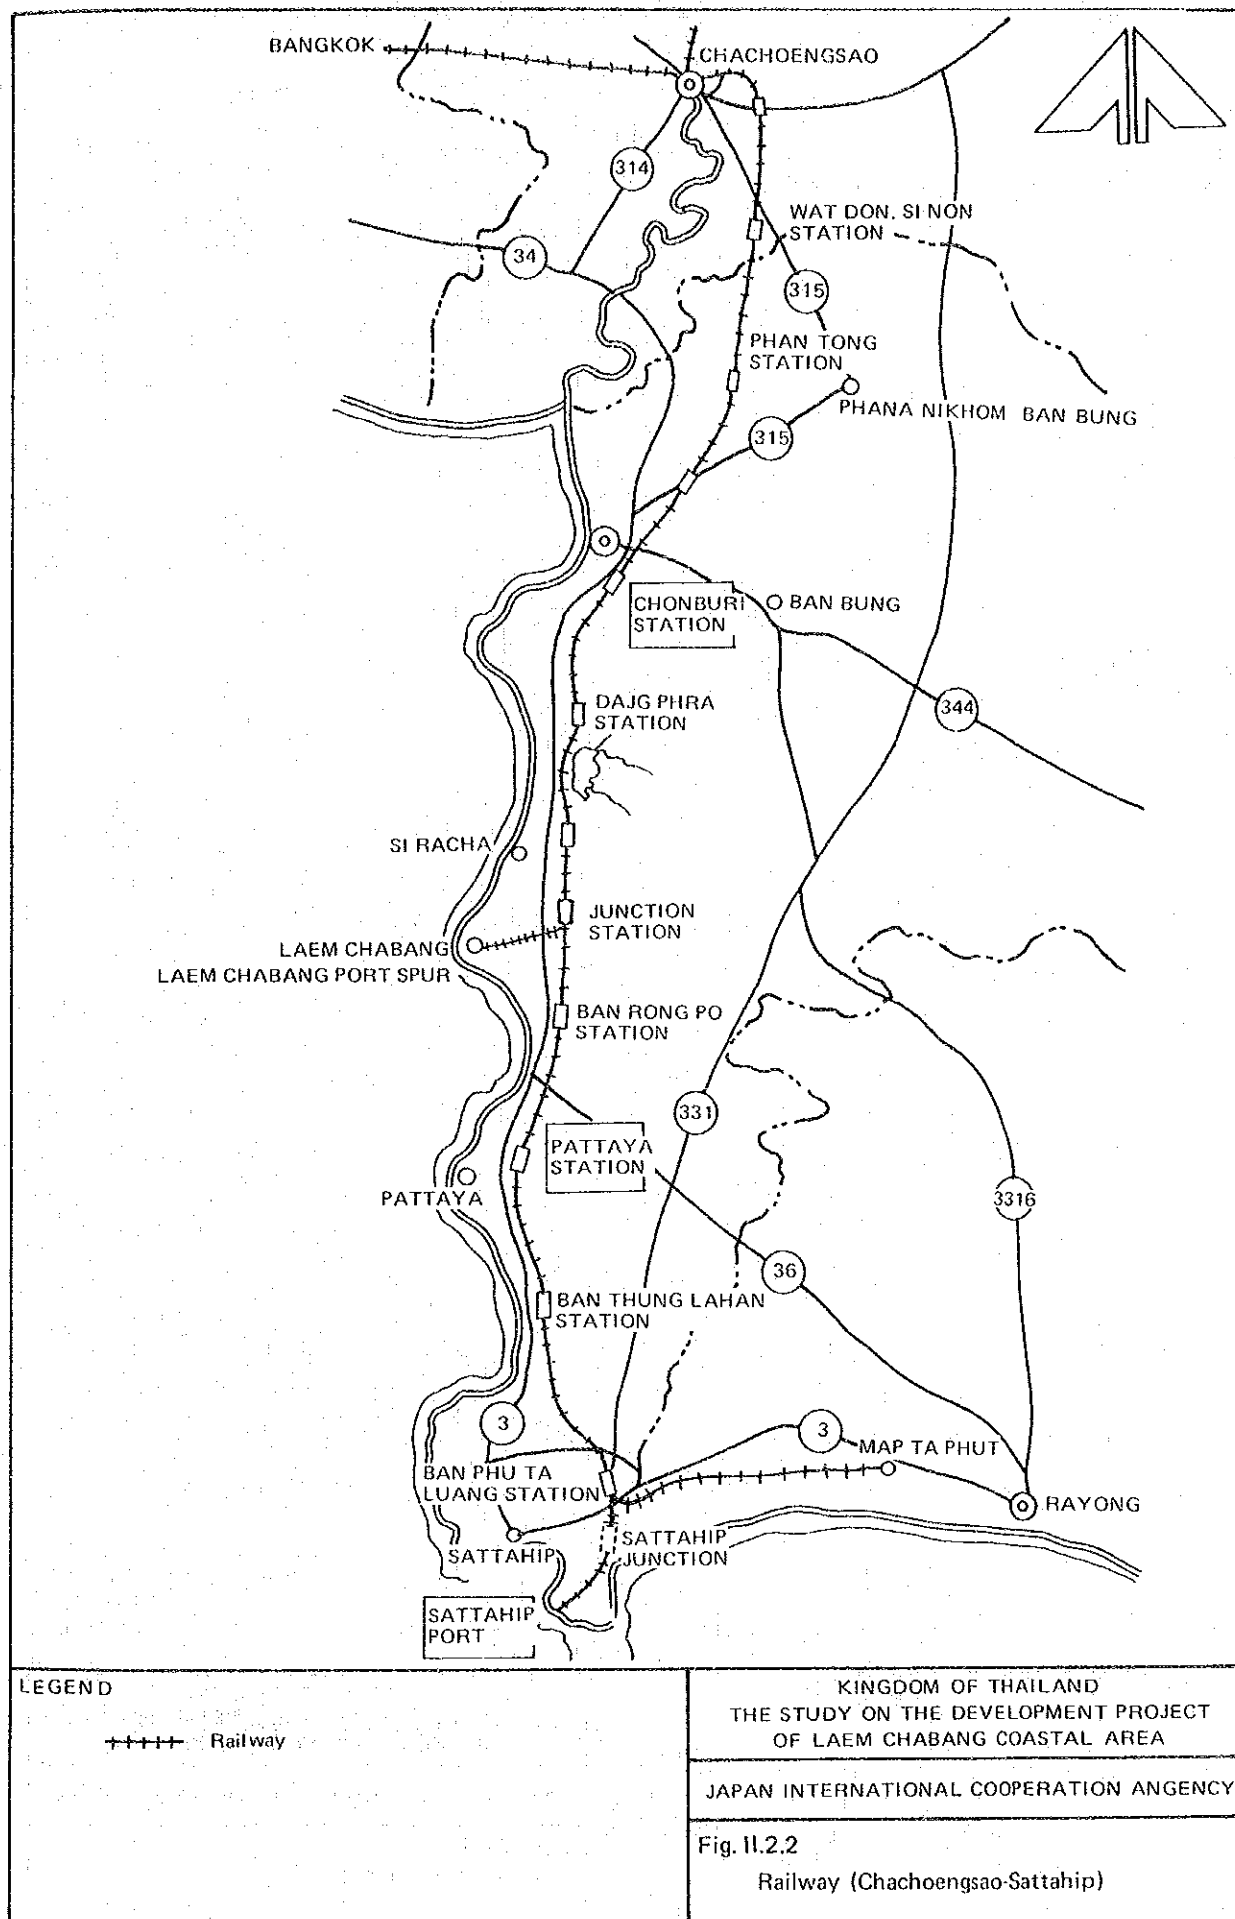 BANGKOK
CHACHOENGSAO
314
WAT DON. SI NON
STATION
34
315
PHAN TONG
STATION
PHANA NIKHOM BAN BUNG
315
CHONBURI
STATION
BAN BUNG
DAJG PHRA
STATION
344
SI RACHA
JUNCTION
STATION
LAEM CHABANG
LAEM CHABANG PORT SPUR
BAN RONG PO
STATION
331
PATTAYA
STATION
PATTAYA
3316
36
BAN THUNG LAHAN
STATION
3
3
MAP TA PHUT
BAN PHU TA
LUANG STATION
RAYONG
SATTAHIP
SATTAHIP
JUNCTION
SATTAHIP
PORT
LEGEND
Railway
KINGDOM OF THAILAND
THE STUDY ON THE DEVELOPMENT PROJECT
OF LAEM CHABANG COASTAL AREA
JAPAN INTERNATIONAL COOPERATION ANGENCY
Fig. II.2.2
Railway (Chachoengsao-Sattahip)